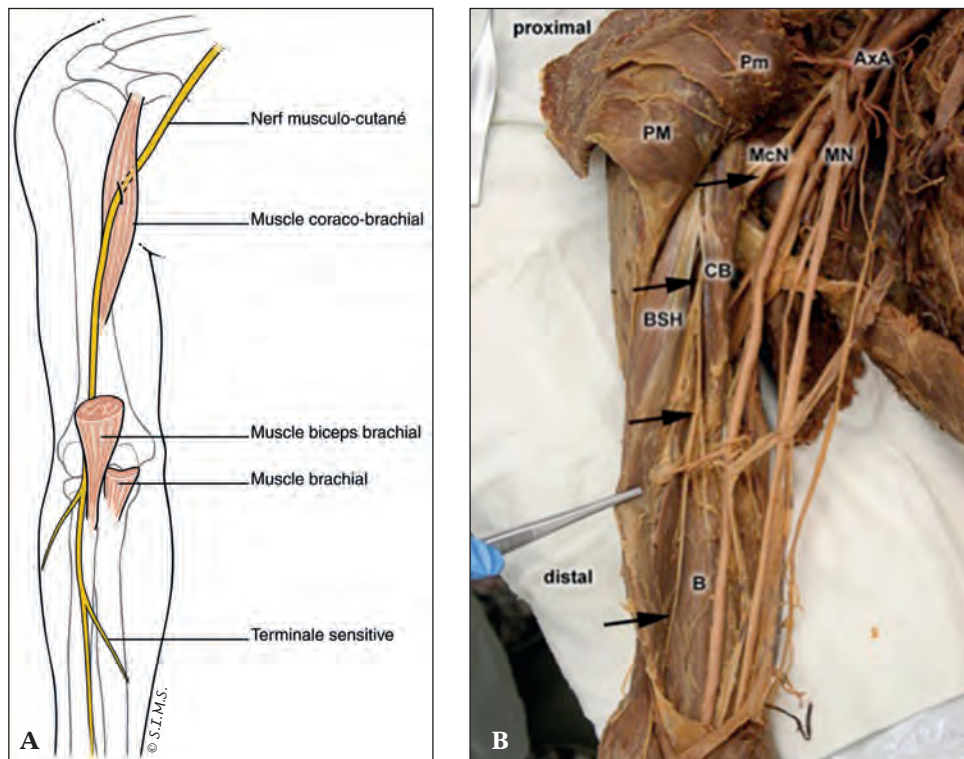 Nerf musculo-cutané
Muscle coraco-brachial
Muscle biceps brachial
Muscle brachial
Terminale sensitive
© S.I.M.S.
A
proximal
Pm
AxA
PM
McN
MN
CB
BSH
distal
B
B